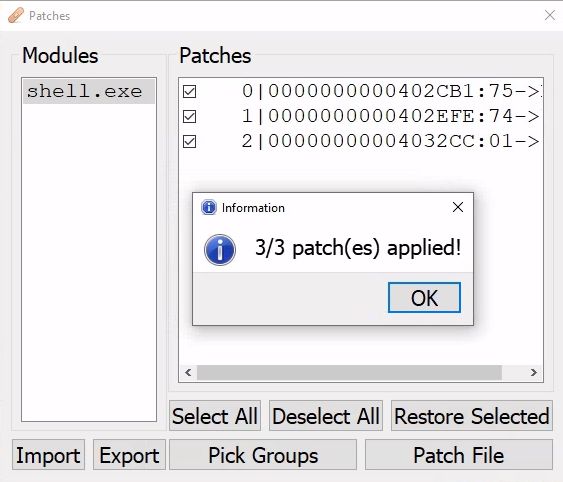 Patches
Modules
Patches
shell.exe
0|0000000000402CB1:75->
1|0000000000402EFE:74->
2|00000000004032CC:01->
Information
3/3 patch(es) applied!
OK
Select All
Deselect All
Restore Selected
Import
Export
Pick Groups
Patch File